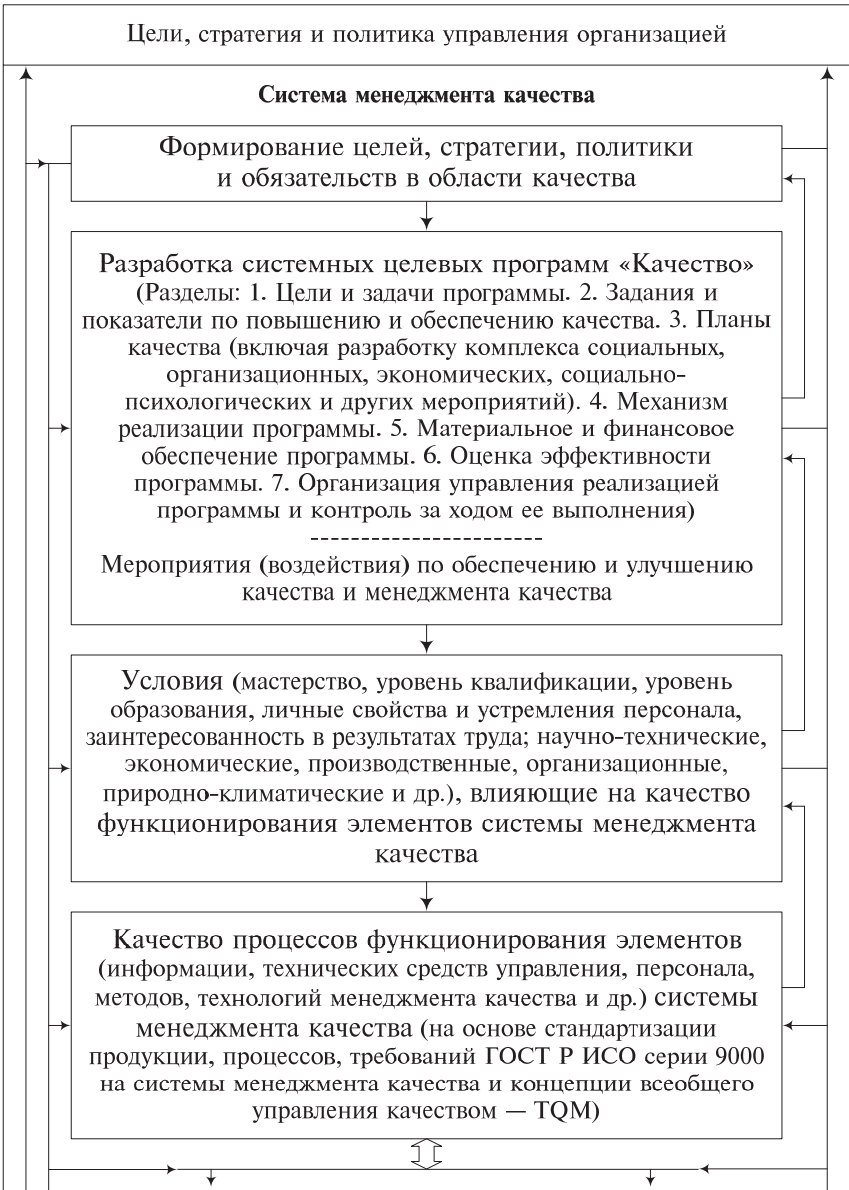 Цели, стратегия и политика управления организацией
Система менеджмента качества
Формирование целей, стратегии, политики
и обязательств в области качества
Разработка системных целевых программ «Качество»
(Разделы: 1. Цели и задачи программы. 2. Задания и
показатели по повышению и обеспечению качества. 3. Планы
качества (включая разработку комплекса социальных,
организационных, экономических, социально-
психологических и других мероприятий). 4. Механизм
реализации программы. 5. Материальное и финансовое
обеспечение программы. 6. Оценка эффективности
программы. 7. Организация управления реализацией
программы и контроль за ходом ее выполнения)
-----------------------
Мероприятия (воздействия) по обеспечению и улучшению
качества и менеджмента качества
Условия (мастерство, уровень квалификации, уровень
образования, личные свойства и устремления персонала,
заинтересованность в результатах труда; научно-технические,
экономические, производственные, организационные,
природно-климатические и др.), влияющие на качество
функционирования элементов системы менеджмента
качества
Качество процессов функционирования элементов
(информации, технических средств управления, персонала,
методов, технологий менеджмента качества и др.) системы
менеджмента качества (на основе стандартизации
продукции, процессов, требований ГОСТ Р ИСО серии 9000
на системы менеджмента качества и концепции всеобщего
управления качеством — TQM)